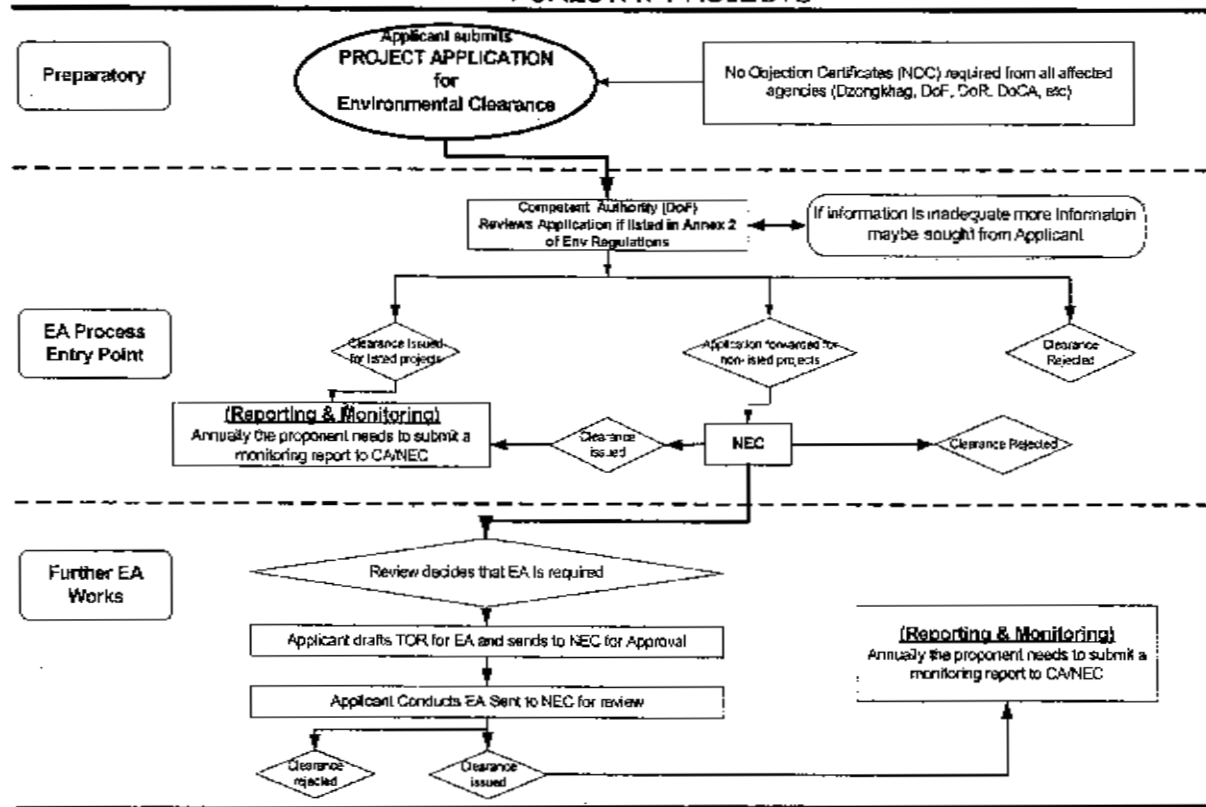 Preparatory
Applicant submits
PROJECT APPLICATION
for
Environmental Clearance
No Objection Certificates (NOC) required from all affected
agencies (Dzongkhag, DoF, DoR, DoCA, etc)
Competent Authority (DoF)
Reviews Application if listed in Annex 2
of Env Regulations
If information is inadequate more Informatoin
maybe sought from Applicant
EA Process
Entry Point
Clearance issued
for listed projects
Application forwarded for
non-listed projects
Clearance
Rejected
(Reporting & Monitoring)
Annually the proponent needs to submit a
monitoring report to CA/NEC
Clearance
issued
NEC
Clearance Rejected
Further EA
Works
Review decides that EA is required
Applicant drafts TOR for EA and sends to NEC for Approval
Applicant Conducts EA Sent to NEC for review
Clearance
rejected
Clearance
issued
(Reporting & Monitoring)
Annually the proponent needs to submit a
monitoring report to CA/NEC